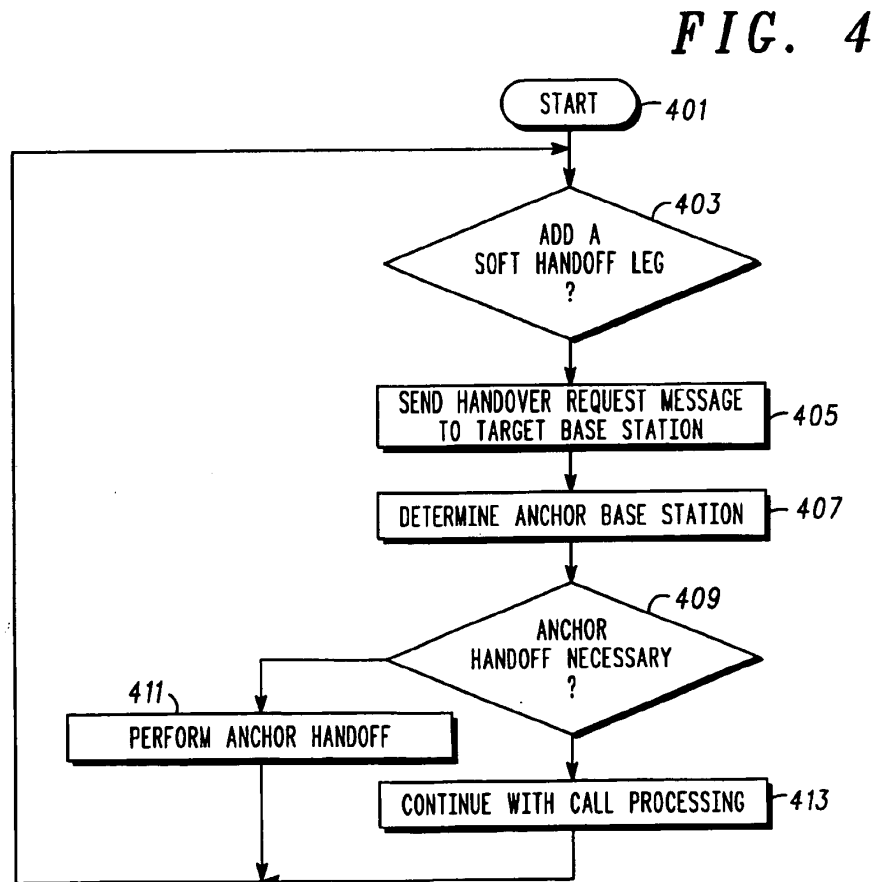 FIG. 4
START
401
403
ADD A
SOFT HANDOFF LEG
?
SEND HANDOVER REQUEST MESSAGE
TO TARGET BASE STATION
405
DETERMINE ANCHOR BASE STATION
407
409
ANCHOR
HANDOFF NECESSARY
?
411
PERFORM ANCHOR HANDOFF
CONTINUE WITH CALL PROCESSING
413